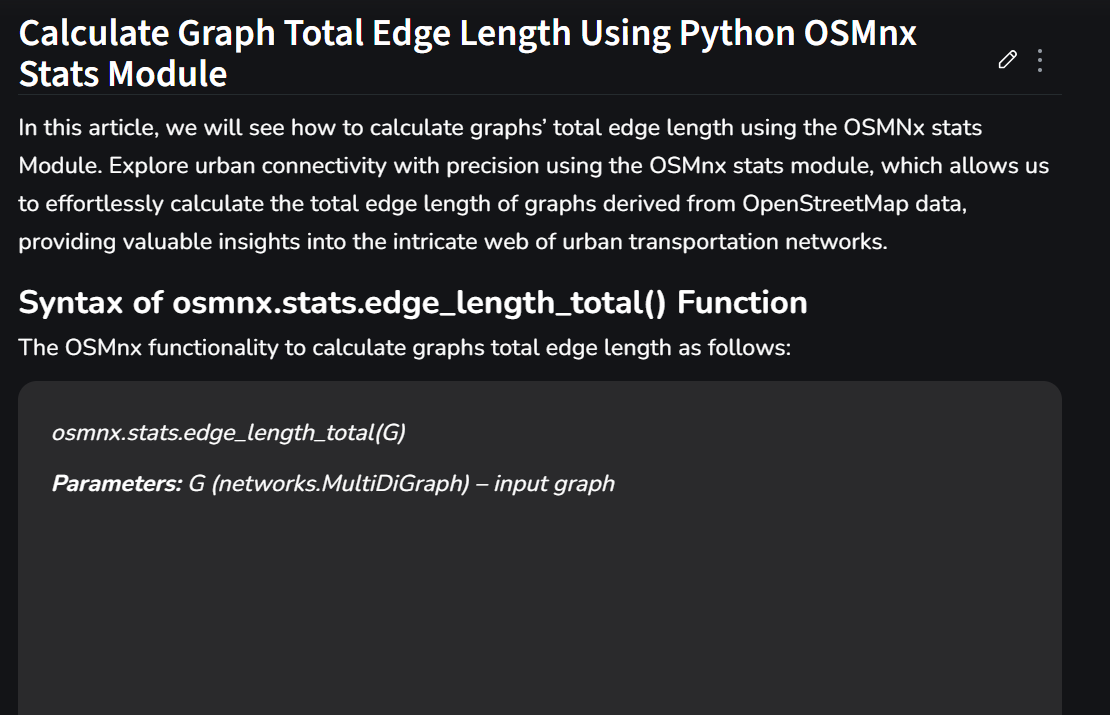 Calculate Graph Total Edge Length Using Python OSMnx
Stats Module
In this article, we will see how to calculate graphs’ total edge length using the OSMNx stats
Module. Explore urban connectivity with precision using the OSMnx stats module, which allows us
to effortlessly calculate the total edge length of graphs derived from OpenStreetMap data,
providing valuable insights into the intricate web of urban transportation networks.
Syntax of osmnx.stats.edge_length_total() Function
The OSMnx functionality to calculate graphs total edge length as follows:
osmnx.stats.edge_length_total(G)
Parameters: G (networks.MultiDiGraph) – input graph